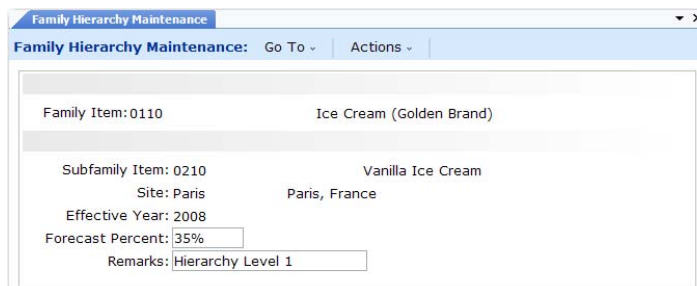 Family Hierarchy Maintenance
Family Hierarchy Maintenance: Go To Actions
Family Item: 0110 Ice Cream (Golden Brand)
Subfamily Item: 0210 Vanilla Ice Cream
Site: Paris Paris, France
Effective Year: 2008
Forecast Percent: 35%
Remarks: Hierarchy Level 1